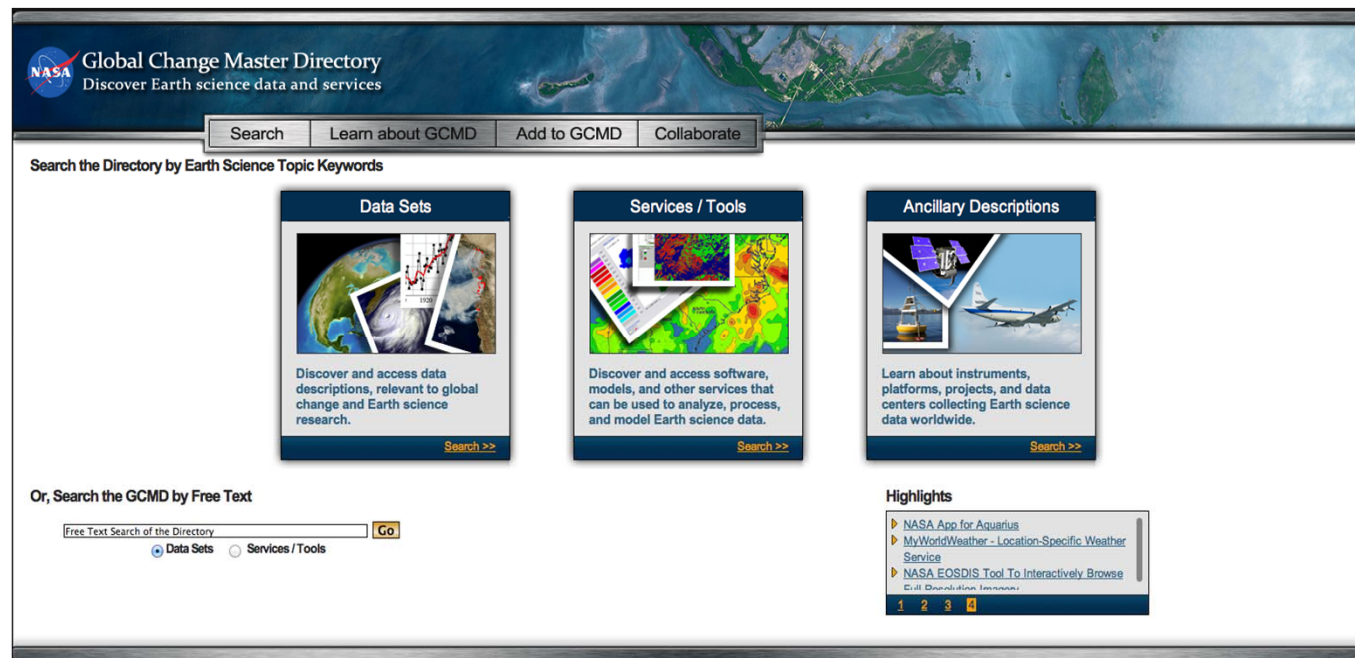 NASA
Global Change Master Directory
Discover Earth science data and services
Search
Learn about GCMD
Add to GCMD
Collaborate
Search the Directory by Earth Science Topic Keywords
Data Sets
1920
Discover and access data
descriptions, relevant to global
change and Earth science
research.
Search >>
Services / Tools
Discover and access software,
models, and other services that
can be used to analyze, process,
and model Earth science data.
Search >>
Ancillary Descriptions
Learn about instruments,
platforms, projects, and data
centers collecting Earth science
data worldwide.
Search >>
Or, Search the GCMD by Free Text
Free Text Search of the Directory
Go
Data Sets
Services / Tools
Highlights
NASA App for Aquarius
MyWorldWeather - Location-Specific Weather
Service
NASA EOSDIS Tool To Interactively Browse
Full Resolution Imagery
1 2 3 4